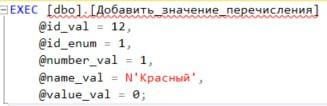 EXEC [dbo].[Добавить_значение_перечисления]
@id_val = 12,
@id_enum = 1,
@number_val = 1,
@name_val = N'Красный',
@value_val = 0;